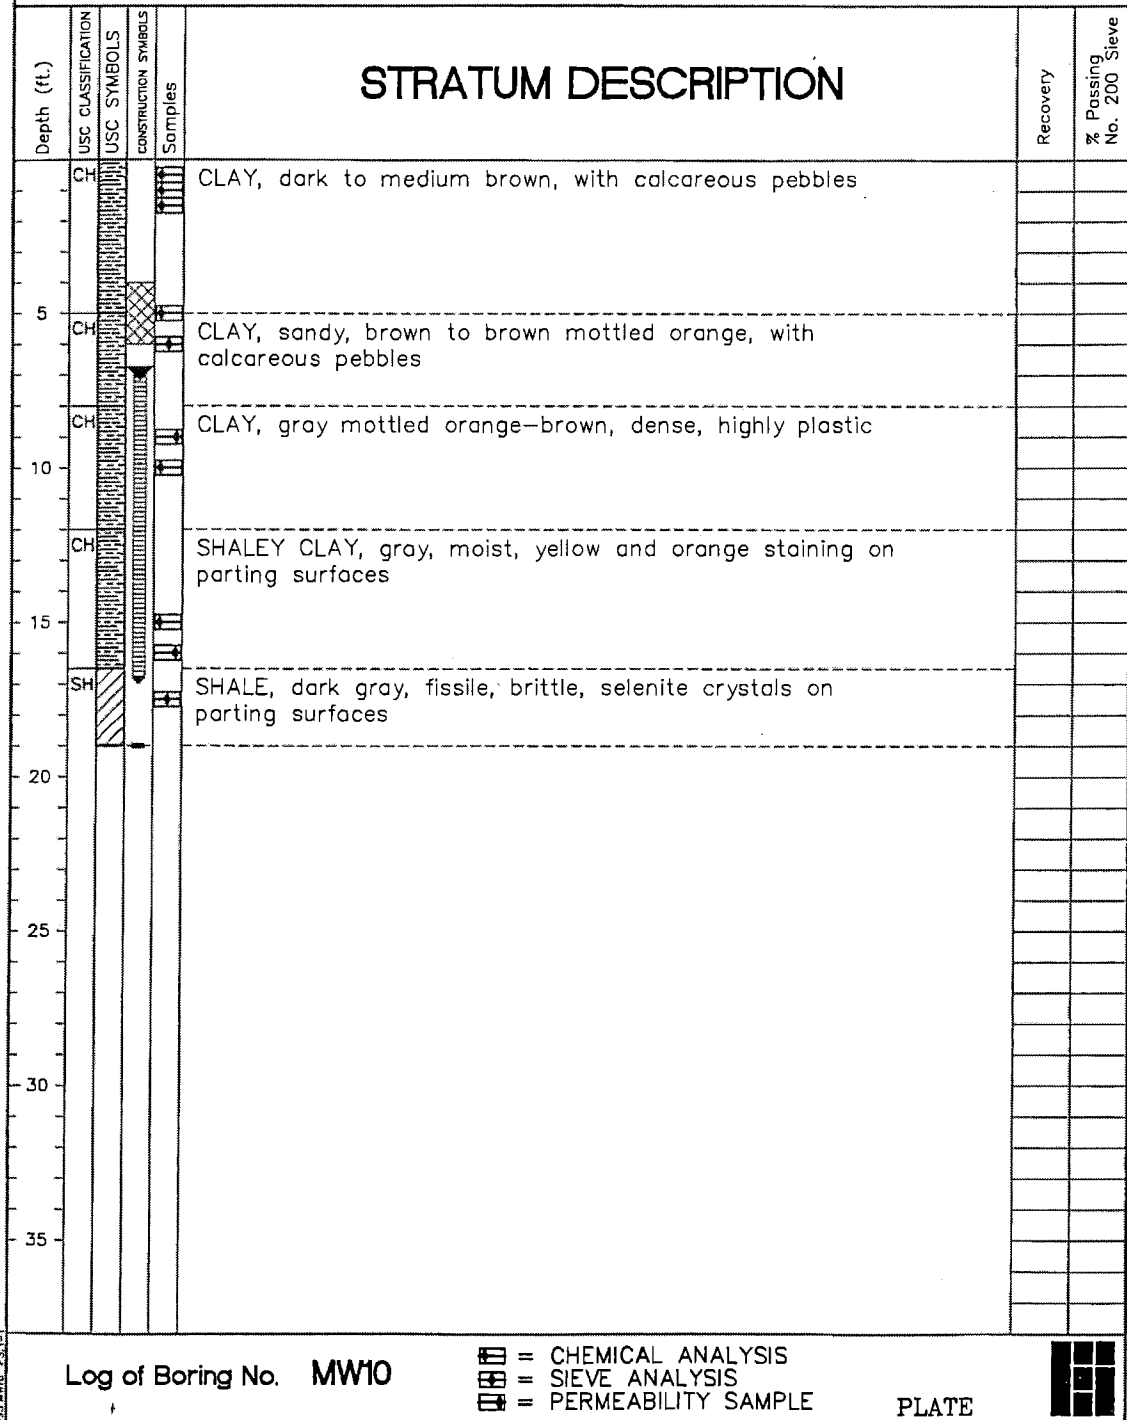 Depth (ft.)
USC CLASSIFICATION
USC SYMBOLS
CONSTRUCTION SYMBOLS
Samples
STRATUM DESCRIPTION
Recovery
% Passing
No. 200 Sieve
CH
CLAY, dark to medium brown, with calcareous pebbles
5
CH
CLAY, sandy, brown to brown mottled orange, with
calcareous pebbles
CH
CLAY, gray mottled orange-brown, dense, highly plastic
10
CH
SHALEY CLAY, gray, moist, yellow and orange staining on
parting surfaces
15
SH
SHALE, dark gray, fissile, brittle, selenite crystals on
parting surfaces
20
25
30
35
Log of Boring No. MW10
= CHEMICAL ANALYSIS
= SIEVE ANALYSIS
= PERMEABILITY SAMPLE
PLATE